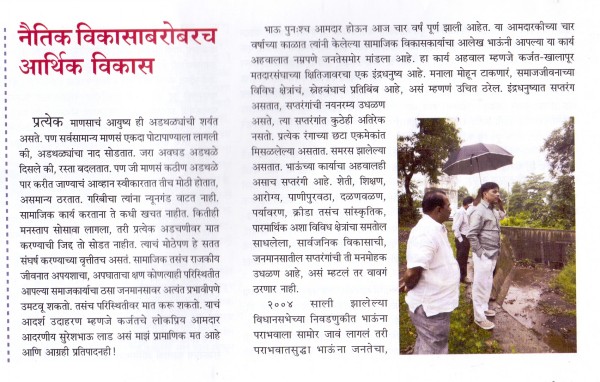 नैतिक विकासाबरोबरच
आर्थिक विकास
प्रत्येक माणसाचं आयुष्य ही अडथळ्यांची शर्यत
असते. पण सर्वसामान्य माणसं एकदा पोटापाण्याला लागली
की, अडथळ्यांचा नाद सोडतात. जरा अवघड अडथळे
दिसले की, रस्ता बदलतात. पण जी माणसं कठीण अडथळे
पार करीत जाण्याचं आव्हान स्वीकारतात तीच मोठी होतात,
असामान्य ठरतात. गरिबीचा त्यांना न्यूनगंड वाटत नाही.
सामाजिक कार्य करताना ते कधी खचत नाहीत. कितीही
मनस्ताप सोसावा लागला, तरी प्रत्येक अडचणीवर मात
करण्याची जिद्द तो सोडत नाहीत. त्याचं मोठेपण हे सतत
संघर्ष करण्याच्या वृत्तीतच असतं. सामाजिक तसंच राजकीय
जीवनात अपयशाचा, अपघाताचा क्षण कोणत्याही परिस्थितीत
आपल्या समाजकार्याचा ठसा जनमानसावर अत्यंत प्रभावीपणे
उमटवू शकतो. तसंच परिस्थितीवर मात करू शकतो. याचं
आदर्श उदाहरण म्हणजे कर्जतचे लोकप्रिय आमदार
आदरणीय सुरेशभाऊ लाड असं माझं प्रामाणिक मत आहे
आणि आग्रही प्रतिपादनही!
भाऊ पुनःश्च आमदार होऊन आज चार वर्षं पूर्ण झाली आहेत. या आमदारकीच्या चार
वर्षाच्या काळात त्यांनी केलेल्या सामाजिक विकासकार्याचा आलेख भाऊंनी आपल्या या कार्य
अहवालात नम्रपणे जनतेसमोर मांडला आहे. हा कार्य अहवाल म्हणजे कर्जत-खालापूर
मतदारसंघाच्या क्षितिजावरचा एक इंद्रधनुष्य आहे. मनाला मोहून टाकणारं, समाजजीवनाच्या
विविध क्षेत्रांचं, स्नेहबंधाचं प्रतिबिंब आहे, असं म्हणणं उचित ठरेल. इंद्रधनुष्यात सप्तरंग
असतात, सप्तरंगांची नयनरम्य उधळण
असते, त्या सप्तरंगात कुठेही अतिरेक
नसतो. प्रत्येक रंगाच्या छटा एकमेकांत
मिसळलेल्या असतात. समरस झालेल्या
असतात. भाऊंच्या कार्याचा अहवालही
असाच सप्तरंगी आहे. शेती, शिक्षण,
आरोग्य, पाणीपुरवठा, दळणवळण,
पर्यावरण, क्रीडा तसंच सांस्कृतिक,
पारमार्थिक अशा विविध क्षेत्रांचा समतोल
साधलेला, सार्वजनिक विकासाची,
जनमानसातील सप्तरंगांची ती मनमोहक
उधळण आहे, असं म्हटलं तर वावगं
ठरणार नाही.
२००४ साली झालेल्या
विधानसभेच्या निवडणुकीत भाऊंना
पराभवाला सामोर जावं लागलं तरी
पराभवातसुद्धा भाऊंना जनतेचा,